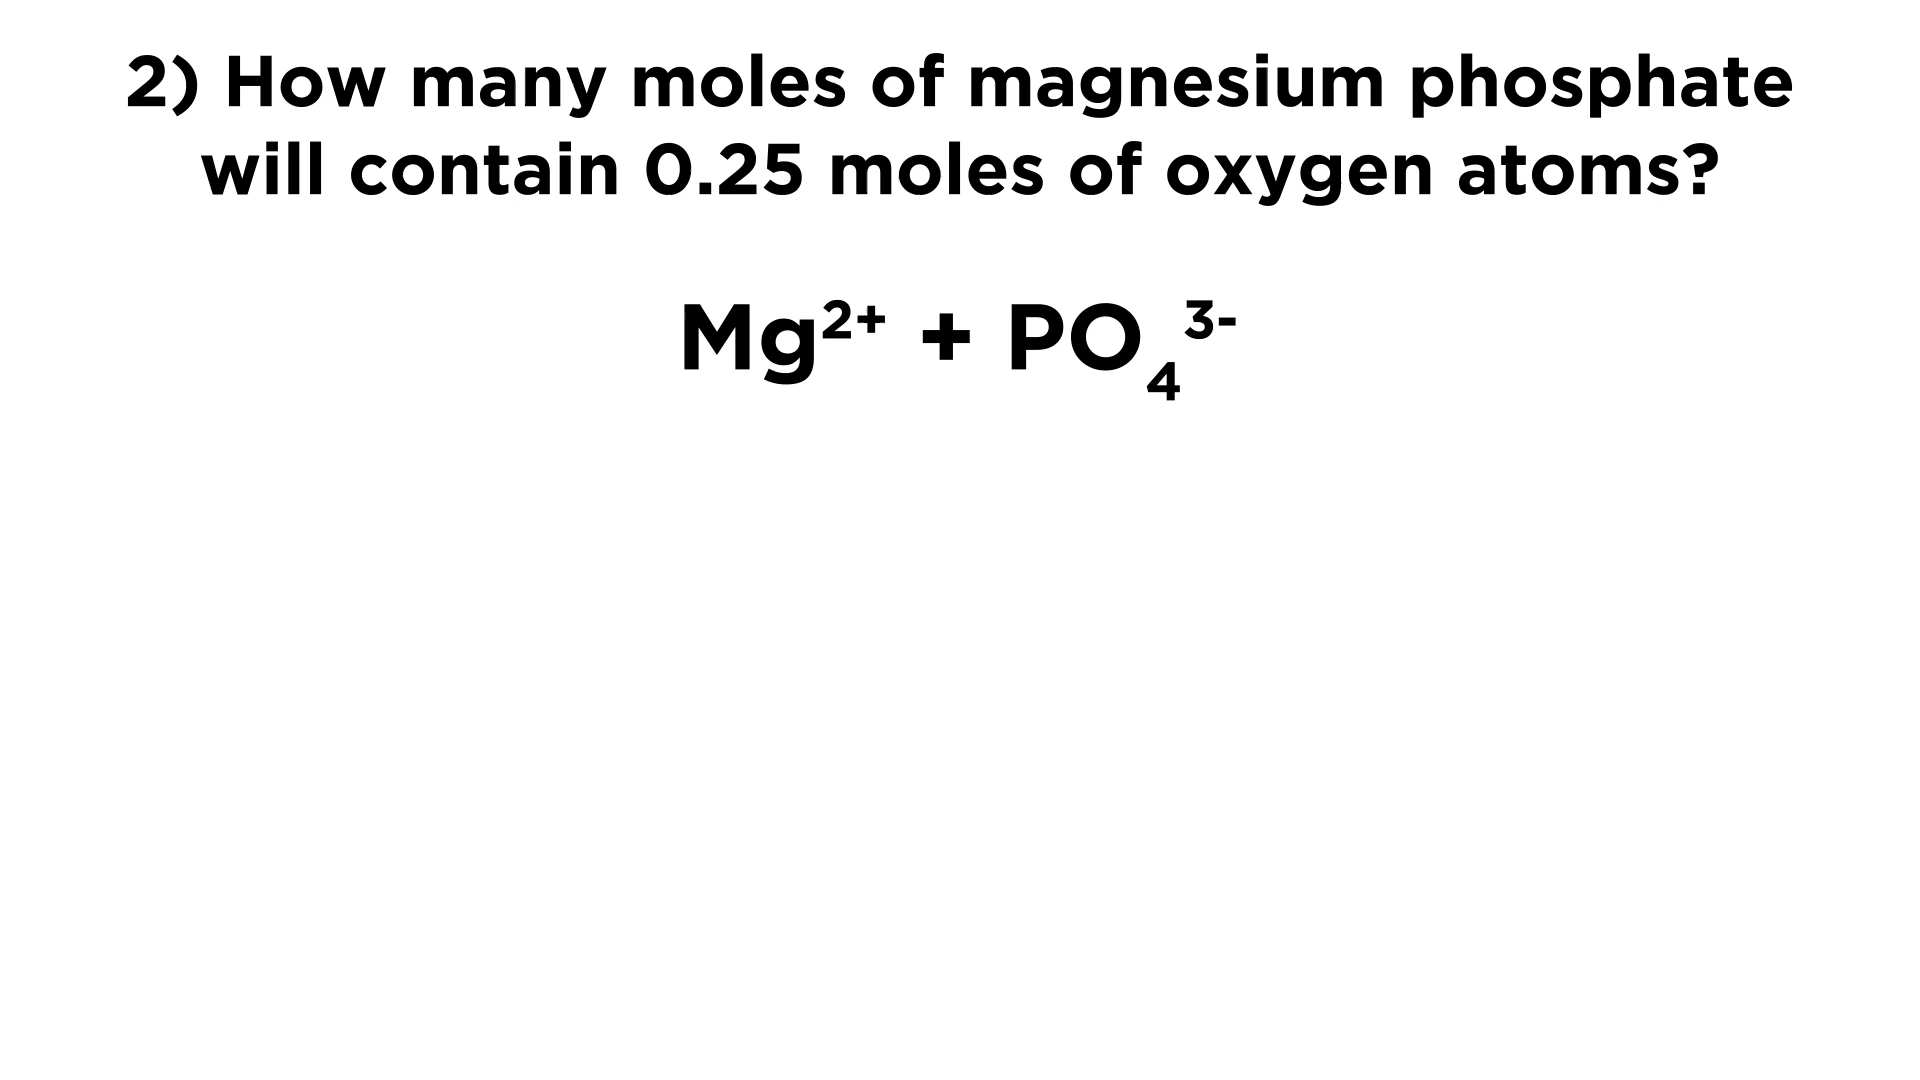 2) How many moles of magnesium phosphate
will contain 0.25 moles of oxygen atoms?
Mg²⁺ + PO₄³⁻